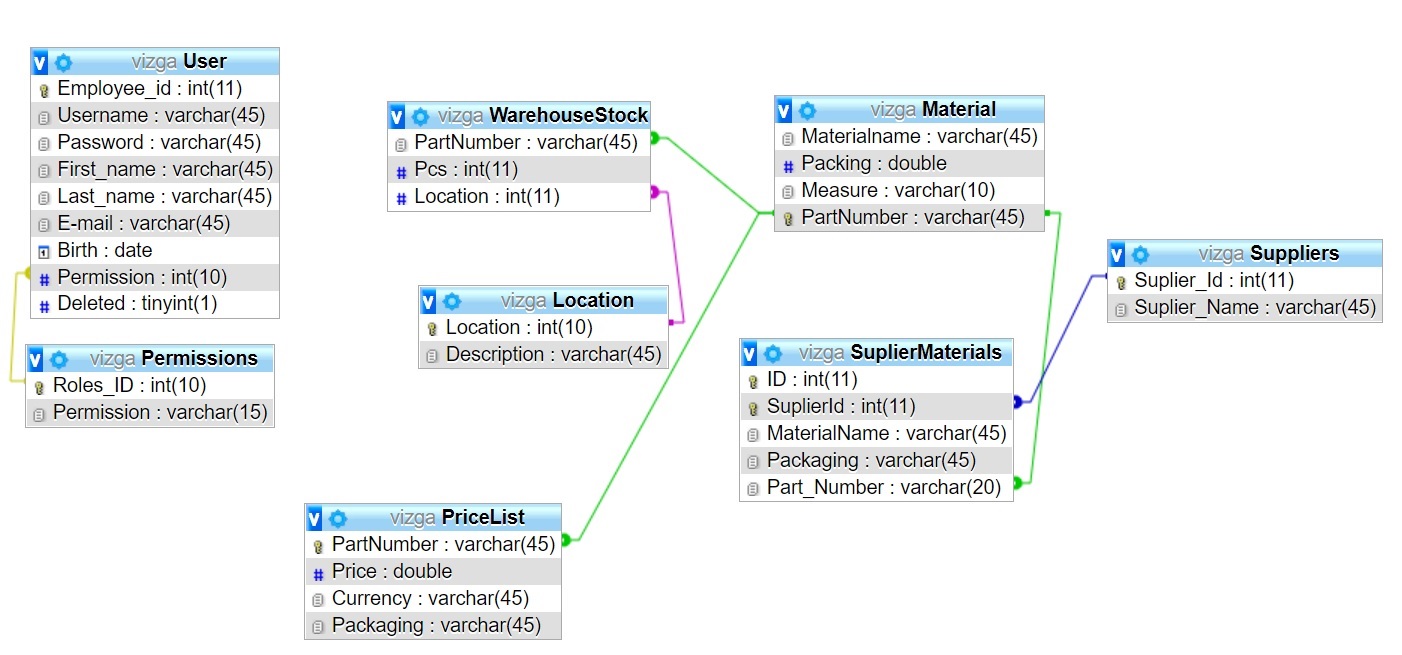 vizga User
Employee_id : int(11)
Username : varchar(45)
Password : varchar(45)
First_name : varchar(45)
Last_name : varchar(45)
E-mail : varchar(45)
Birth : date
Permission : int(10)
Deleted : tinyint(1)
vizga Permissions
Roles_ID : int(10)
Permission : varchar(15)
vizga WarehouseStock
PartNumber : varchar(45)
Pcs : int(11)
Location : int(11)
vizga Location
Location : int(10)
Description : varchar(45)
vizga PriceList
PartNumber : varchar(45)
Price : double
Currency : varchar(45)
Packaging : varchar(45)
vizga Material
Materialname : varchar(45)
Packing : double
Measure : varchar(10)
PartNumber : varchar(45)
vizga SuplierMaterials
ID : int(11)
SuplierId : int(11)
MaterialName : varchar(45)
Packaging : varchar(45)
Part_Number : varchar(20)
vizga Suppliers
Suplier_Id : int(11)
Suplier_Name : varchar(45)